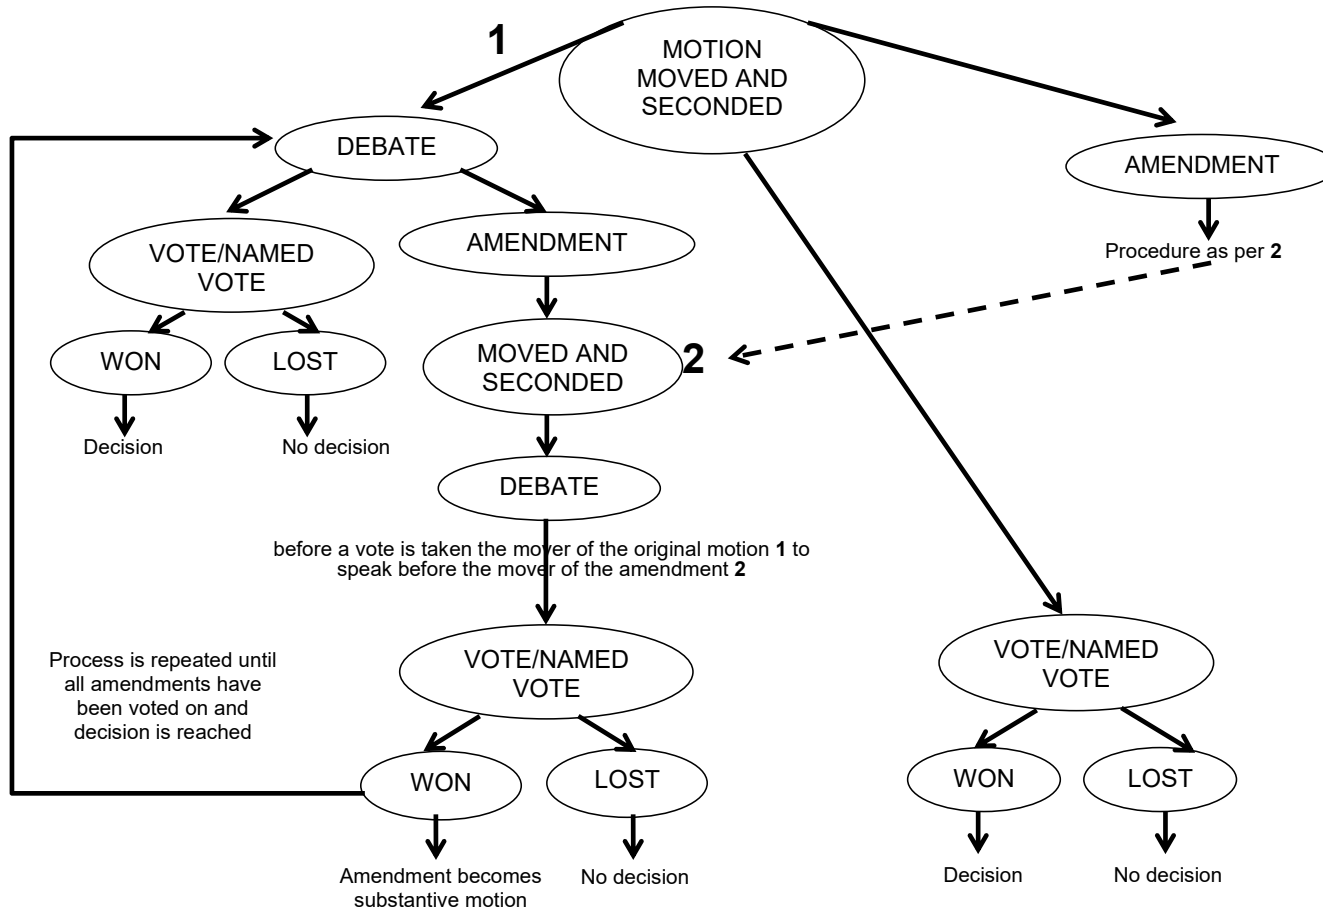 1
MOTION
MOVED AND
SECONDED
DEBATE
AMENDMENT
VOTE/NAMED
VOTE
AMENDMENT
Procedure as per 2
WON
LOST
MOVED AND
SECONDED
2
Decision
No decision
DEBATE
before a vote is taken the mover of the original motion 1 to
speak before the mover of the amendment 2
Process is repeated until
all amendments have
been voted on and
decision is reached
VOTE/NAMED
VOTE
VOTE/NAMED
VOTE
WON
LOST
WON
LOST
Amendment becomes
substantive motion
No decision
Decision
No decision